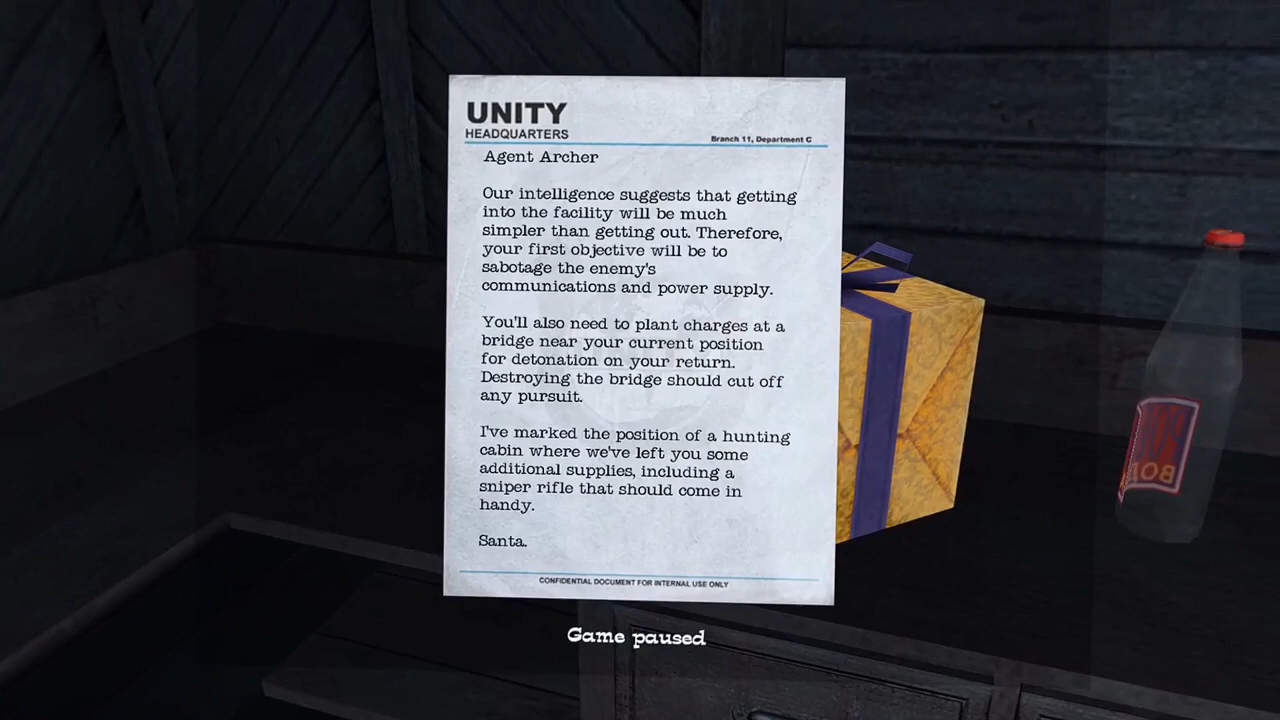 UNITY
HEADQUARTERS
Branch 11, Department C
Agent Archer
Our intelligence suggests that getting
into the facility will be much
simpler than getting out. Therefore,
your first objective will be to
sabotage the enemy's
communications and power supply.
You'll also need to plant charges at a
bridge near your current position
for detonation on your return.
Destroying the bridge should cut off
any pursuit.
I've marked the position of a hunting
cabin where we've left you some
additional supplies, including a
sniper rifle that should come in
handy.
Santa.
CONFIDENTIAL DOCUMENT FOR INTERNAL USE ONLY
Game paused